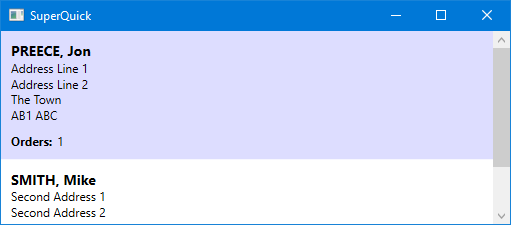 SuperQuick
PREECE, Jon
Address Line 1
Address Line 2
The Town
AB1 ABC
Orders: 1
SMITH, Mike
Second Address 1
Second Address 2